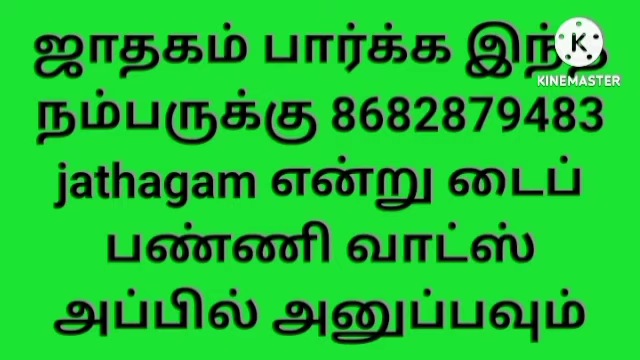 ஜாதகம் பார்க்க இந்த
நம்பருக்கு 8682879483
jathagam என்று டைப்
பண்ணி வாட்ஸ்
அப்பில் அனுப்பவும்
K
KINEMASTER